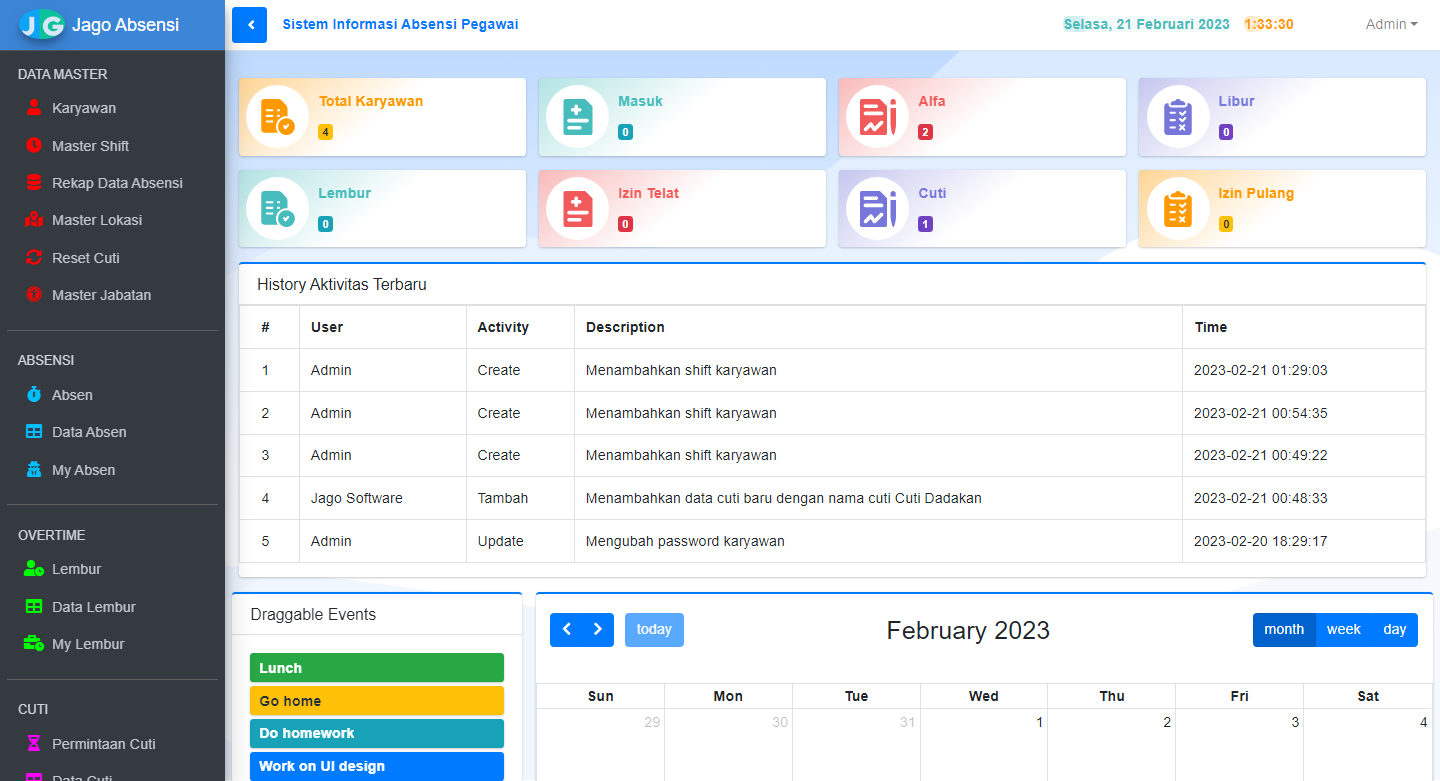 JG Jago Absensi
Sistem Informasi Absensi Pegawai
Selasa, 21 Februari 2023 1:33:30
Admin
DATA MASTER
Karyawan
Master Shift
Rekap Data Absensi
Master Lokasi
Reset Cuti
Master Jabatan
ABSENSI
Absen
Data Absen
My Absen
OVERTIME
Lembur
Data Lembur
My Lembur
CUTI
Permintaan Cuti
Data Cuti
Total Karyawan
4
Masuk
0
Alfa
2
Libur
0
Lembur
0
Izin Telat
0
Cuti
1
Izin Pulang
0
History Aktivitas Terbaru
# User Activity Description Time
1 Admin Create Menambahkan shift karyawan 2023-02-21 01:29:03
2 Admin Create Menambahkan shift karyawan 2023-02-21 00:54:35
3 Admin Create Menambahkan shift karyawan 2023-02-21 00:49:22
4 Jago Software Tambah Menambahkan data cuti baru dengan nama cuti Cuti Dadakan 2023-02-21 00:48:33
5 Admin Update Mengubah password karyawan 2023-02-20 18:29:17
Draggable Events
Lunch
Go home
Do homework
Work on UI design
today
February 2023
month week day
Sun Mon Tue Wed Thu Fri Sat
29 30 31 1 2 3 4